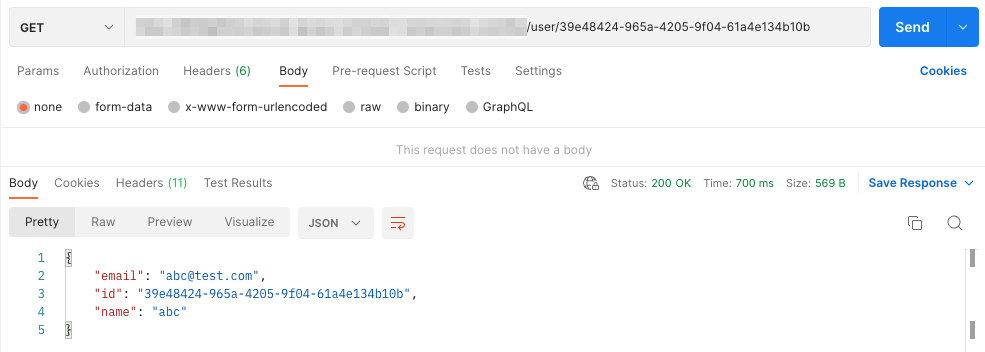 GET /user/39e48424-965a-4205-9f04-61a4e134b10b Send
Params Authorization Headers (6) Body Pre-request Script Tests Settings Cookies
none form-data x-www-form-urlencoded raw binary GraphQL
This request does not have a body
Body Cookies Headers (11) Test Results Status: 200 OK Time: 700 ms Size: 569 B Save Response
Pretty Raw Preview Visualize JSON
1 {
2 "email": "abc@test.com",
3 "id": "39e48424-965a-4205-9f04-61a4e134b10b",
4 "name": "abc"
5 }